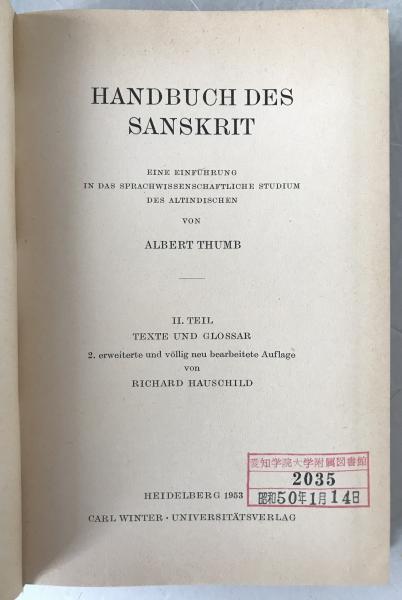 HANDBUCH DES
SANSKRIT
EINE EINFÜHRUNG
IN DAS SPRACHWISSENSCHAFTLICHE STUDIUM
DES ALTINDISCHEN
VON
ALBERT THUMB
II. TEIL
TEXTE UND GLOSSAR
2. erweiterte und völlig neu bearbeitete Auflage
von
RICHARD HAUSCHILD
愛知学院大学附属図書館
2035
昭和50年1月14日
HEIDELBERG 1953
CARL WINTER · UNIVERSITÄTSVERLAG